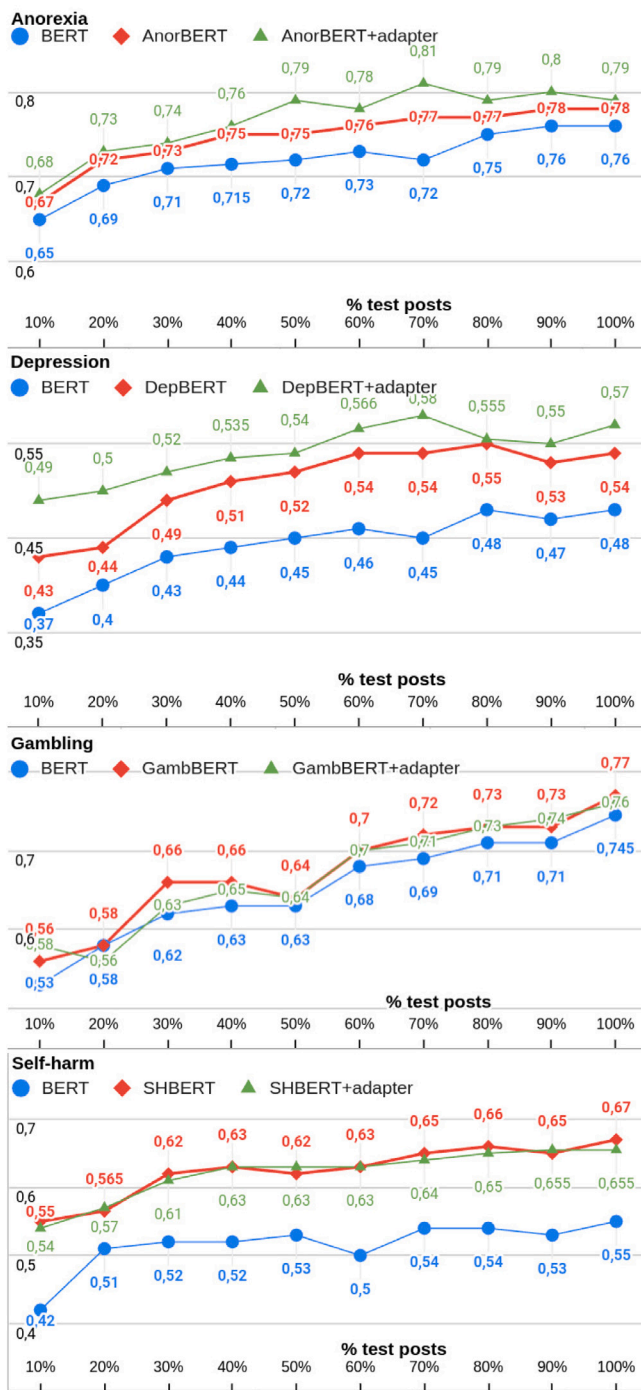 Anorexia
BERT AnorBERT AnorBERT+adapter
0,81
0,79 0,78 0,79 0,8 0,79
0,8
0,76
0,73 0,74
0,68
0,77 0,77 0,78 0,78
0,75 0,75 0,76
0,72 0,73
0,7
0,67
0,75 0,76 0,76
0,71 0,715 0,72 0,73 0,72
0,69
0,65
0,6
% test posts
10% 20% 30% 40% 50% 60% 70% 80% 90% 100%
Depression
BERT DepBERT DepBERT+adapter
0,566 0,58 0,555 0,55 0,57
0,52 0,535 0,54
0,55
0,49 0,5
0,54 0,54 0,55 0,53 0,54
0,49 0,51 0,52
0,45
0,43 0,44
0,48 0,47 0,48
0,43 0,44 0,45 0,46 0,45
0,37 0,4
0,35
% test posts
10% 20% 30% 40% 50% 60% 70% 80% 90% 100%
Gambling
BERT GambBERT GambBERT+adapter
0,77
0,7 0,72 0,73 0,73
0,76
0,7 0,71 0,73 0,74
0,66 0,66 0,64
0,7
0,745
0,68 0,69 0,71 0,71
0,63 0,65 0,64
0,56 0,58
0,6
0,58 0,56
0,62 0,63 0,63
0,53 0,58
% test posts
10% 20% 30% 40% 50% 60% 70% 80% 90% 100%
Self-harm
BERT SHBERT SHBERT+adapter
0,7
0,62 0,63 0,62 0,63 0,65 0,66 0,65 0,67
0,55 0,565
0,6
0,54 0,57 0,61 0,63 0,63 0,63 0,64 0,65 0,655 0,655
0,5
0,42 0,51 0,52 0,52 0,53 0,5 0,54 0,54 0,53 0,55
0,4
% test posts
10% 20% 30% 40% 50% 60% 70% 80% 90% 100%